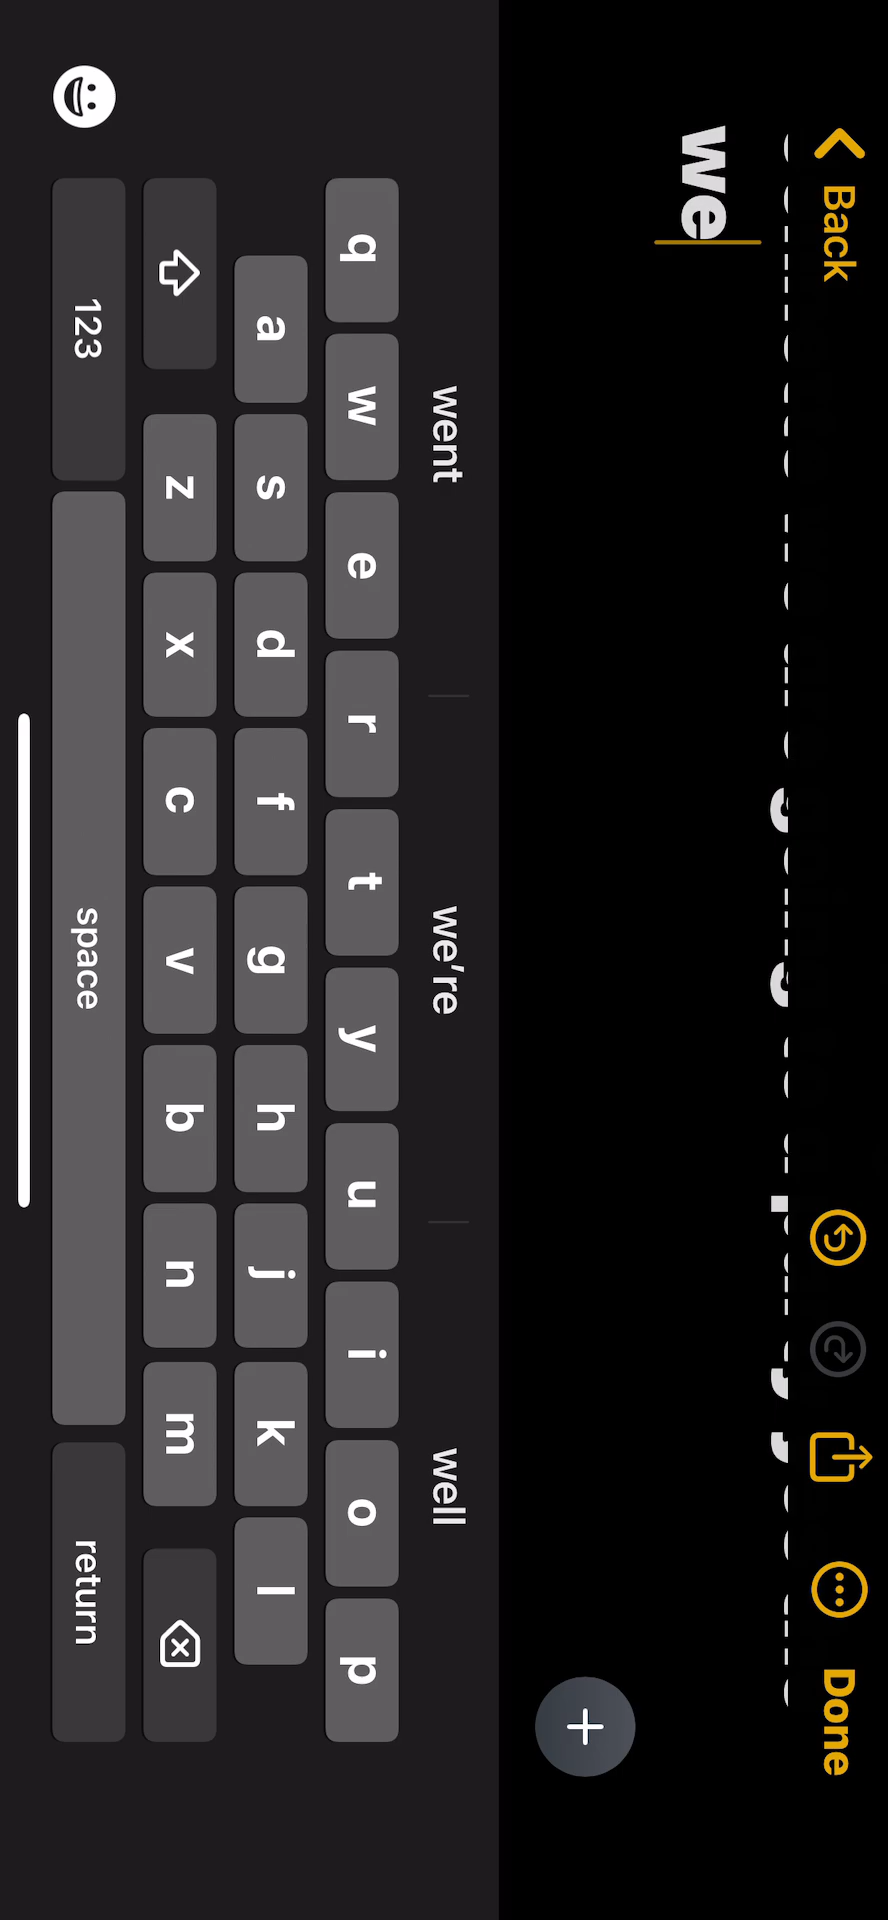 Back Done
we
went we're well
q w e r t y u i o p
a s d f g h j k l
z x c v b n m
123 space return